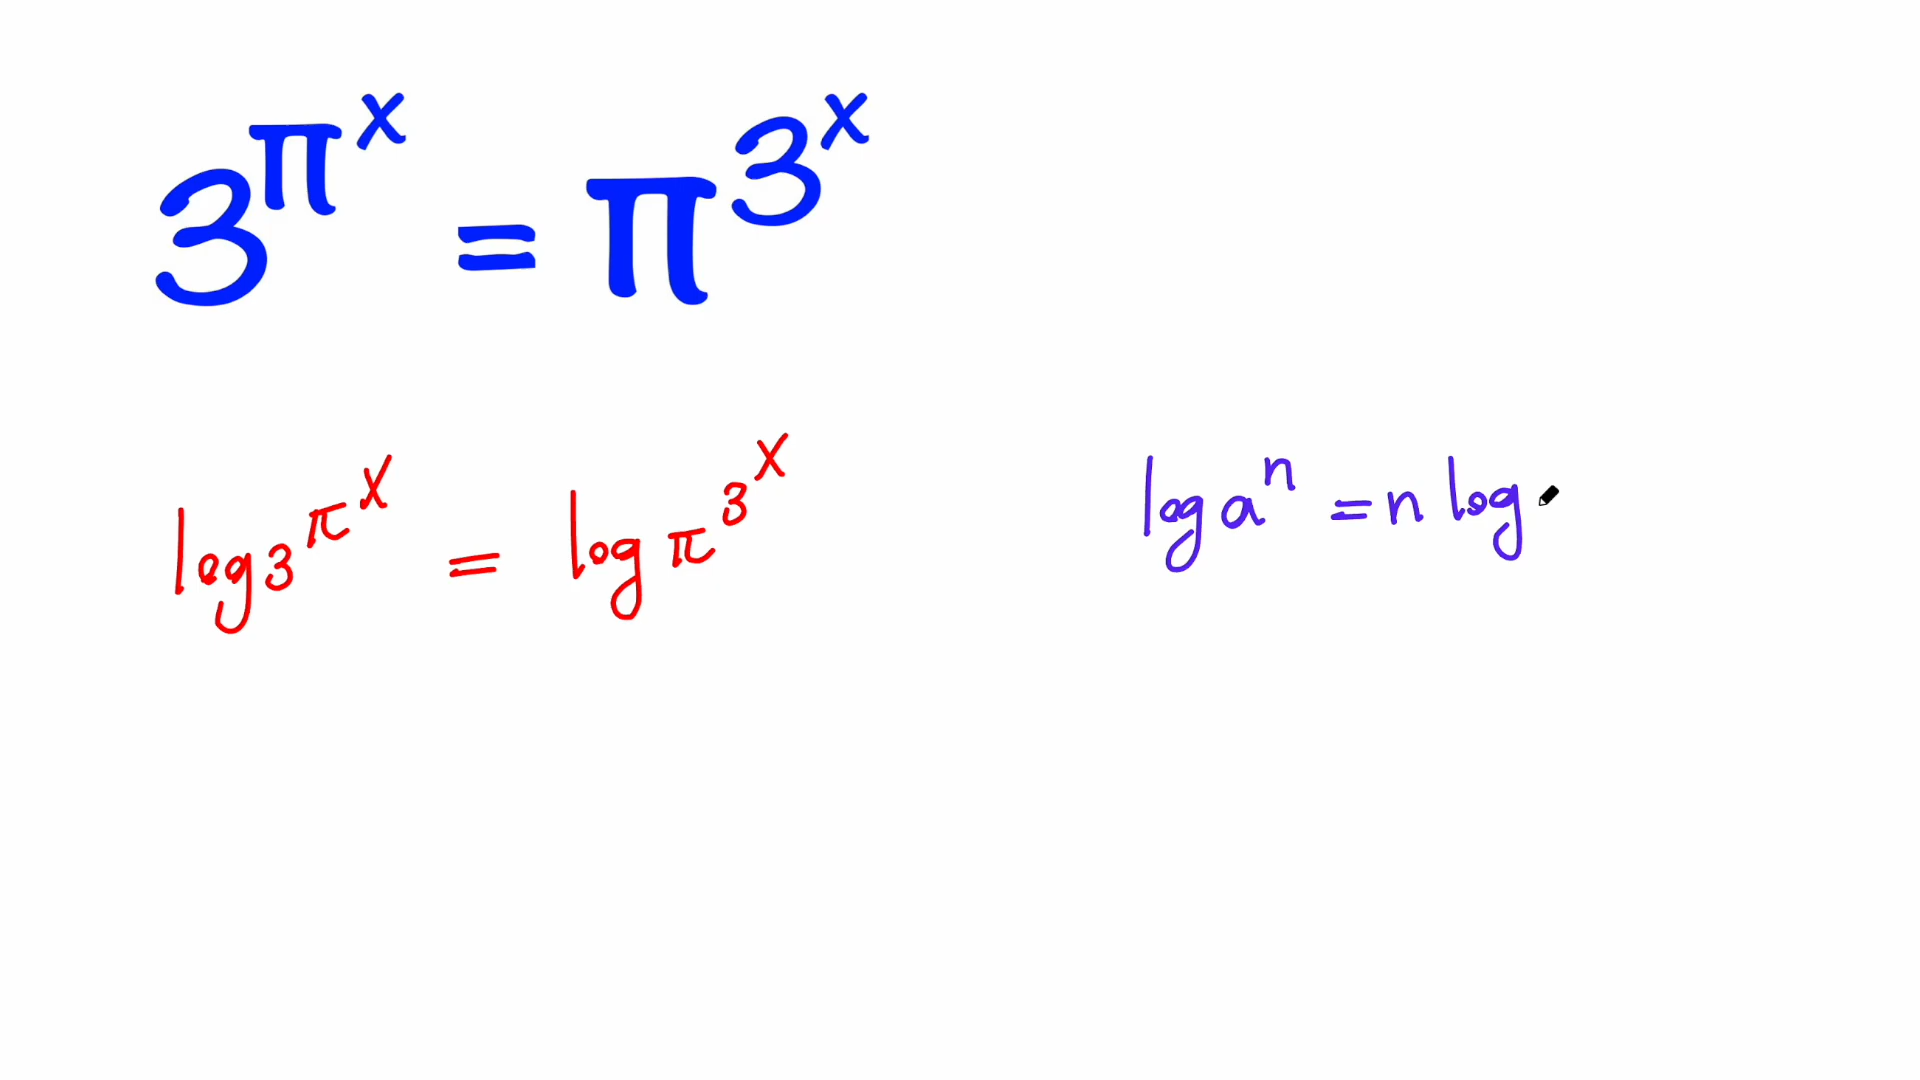 3^π^x = π^3^x
log 3^π^x = log π^3^x
log a^n = n log